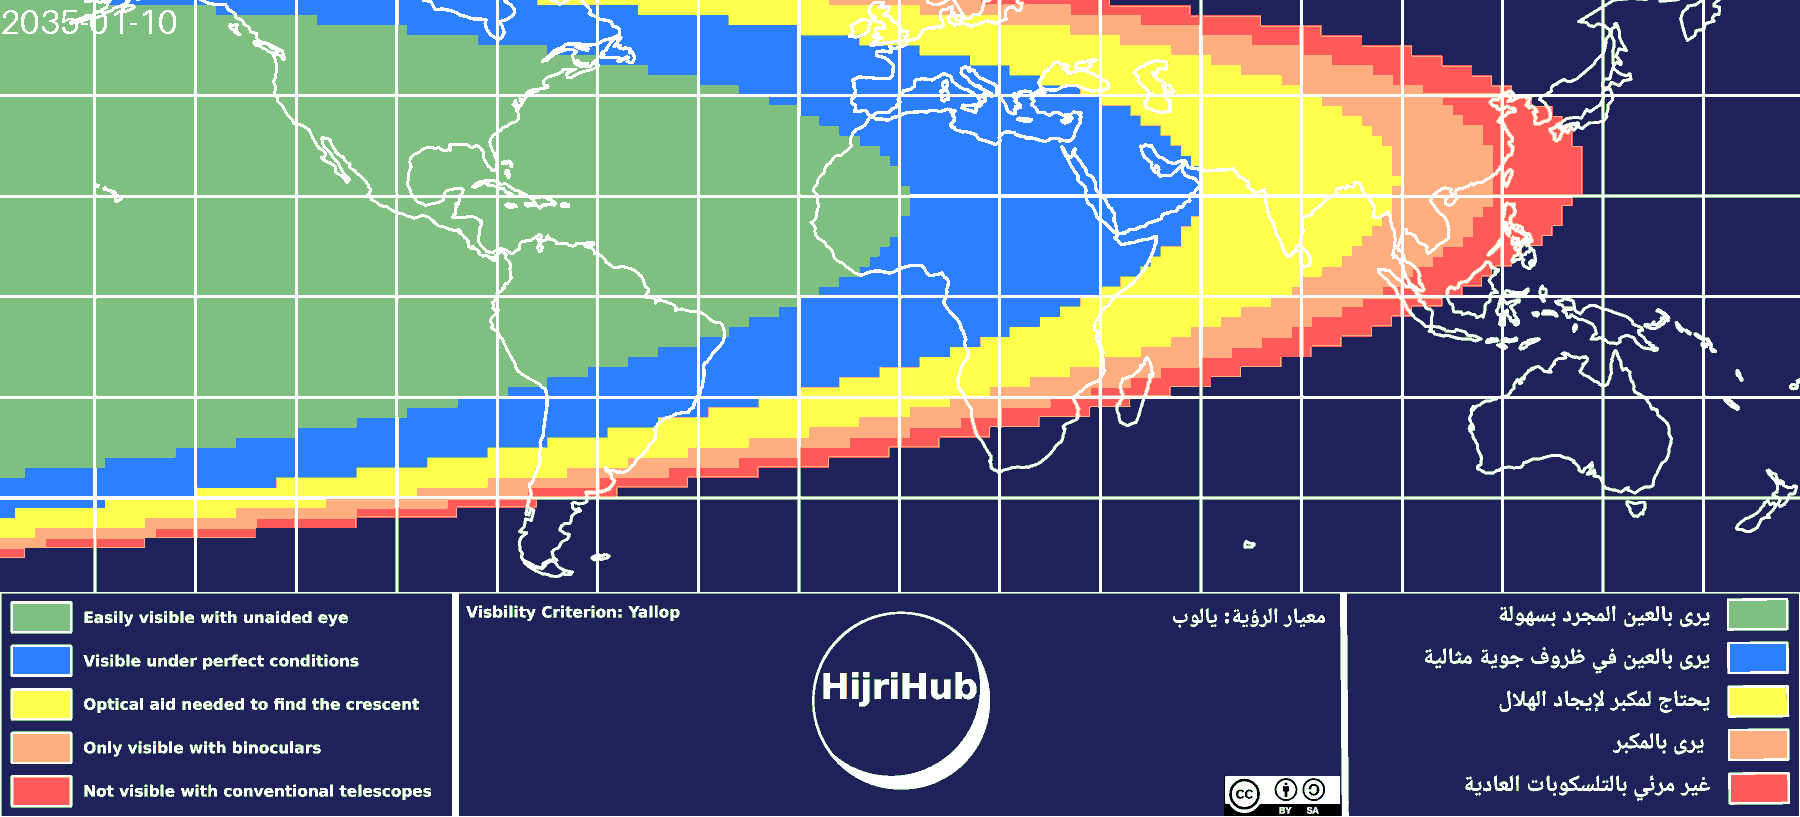 2035-01-10
Easily visible with unaided eye
Visible under perfect conditions
Optical aid needed to find the crescent
Only visible with binoculars
Not visible with conventional telescopes
Visbility Criterion: Yallop
معيار الرؤية: يالوب
HijriHub
cc
BY SA
يرى بالعين المجرد بسهولة
يرى بالعين في ظروف جوية مثالية
يحتاج لمكبر لإيجاد الهلال
يرى بالمكبر
غير مرئي بالتلسكوبات العادية